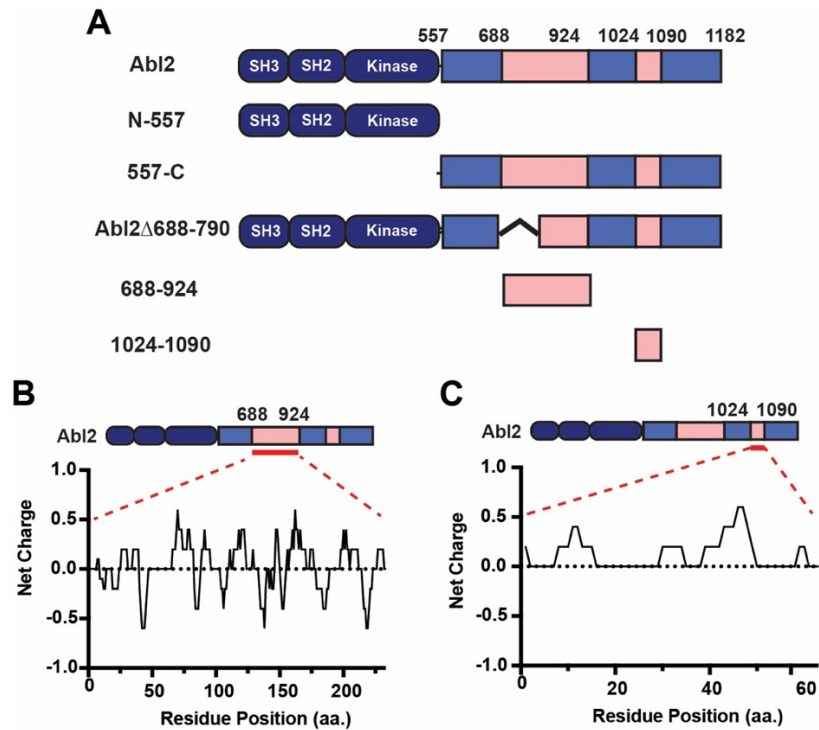 A
557 688 924 1024 1090 1182
Abl2 SH3 SH2 Kinase
N-557 SH3 SH2 Kinase
557-C
Abl2Δ688-790 SH3 SH2 Kinase
688-924
1024-1090
B
688 924
Abl2
1.0
0.5
0.0
-0.5
-1.0
Net Charge
0 50 100 150 200
Residue Position (aa.)
C
1024 1090
Abl2
1.0
0.5
0.0
-0.5
-1.0
Net Charge
0 20 40 60
Residue Position (aa.)